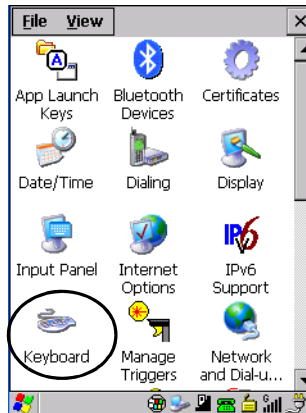 File View
App Launch Keys
Bluetooth Devices
Certificates
Date/Time
Dialing
Display
Input Panel
Internet Options
IPv6 Support
Keyboard
Manage Triggers
Network and Dial-u...